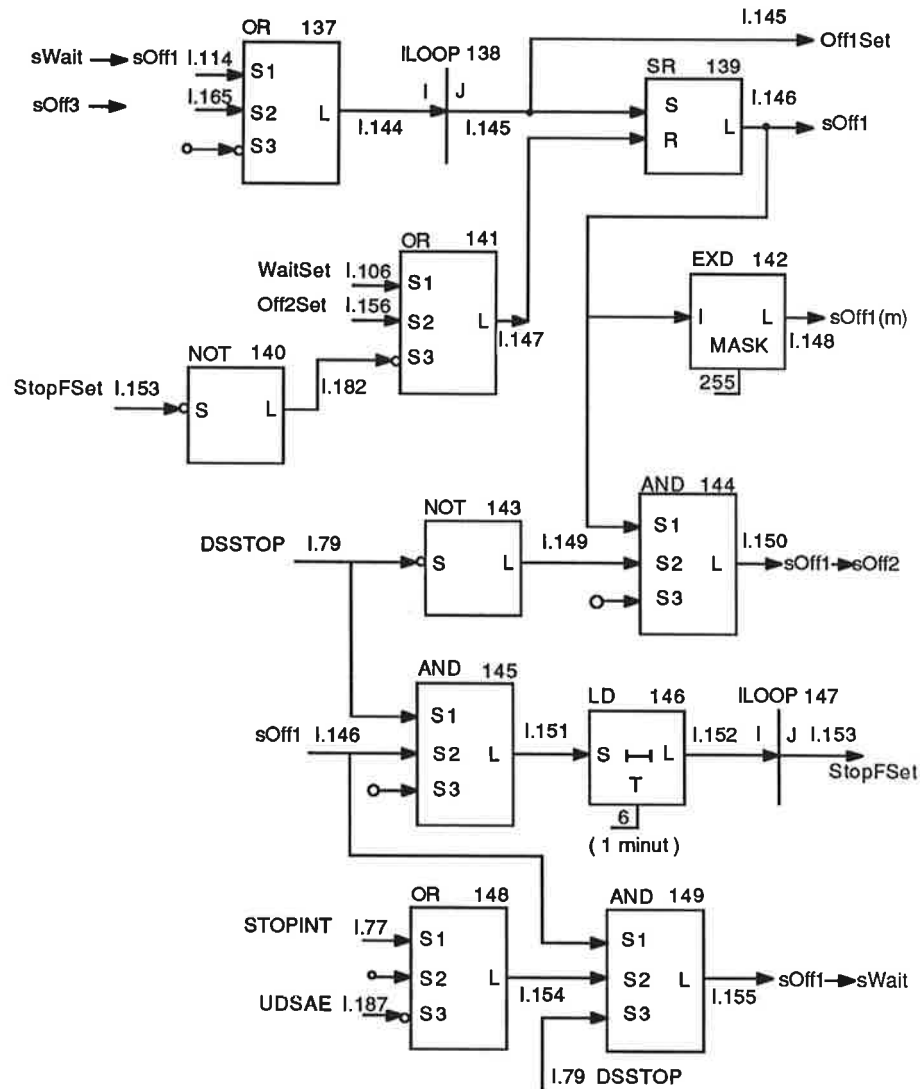 OR 137
sWait sOff1 I.114
S1
sOff3 I.165
S2 L
S3
I.144
ILOOP 138
I J
I.145
I.145
Off1Set
SR 139
S
R
L
I.146
sOff1
OR 141
WaitSet I.106
S1
Off2Set I.156
S2 L
S3
I.147
NOT 140
StopFSet I.153
S L
I.182
EXD 142
I L
MASK
255
sOff1(m)
I.148
NOT 143
DSSTOP I.79
S L
I.149
AND 144
S1
S2 L
S3
I.150
sOff1 sOff2
AND 145
S1
sOff1 I.146
S2 L
S3
I.151
LD 146
S L
T
6
( 1 minut )
I.152
ILOOP 147
I J
I.153
StopFSet
OR 148
STOPINT I.77
S1
S2 L
UDSAE I.187
S3
I.154
AND 149
S1
S2 L
S3
I.155
sOff1 sWait
I.79 DSSTOP